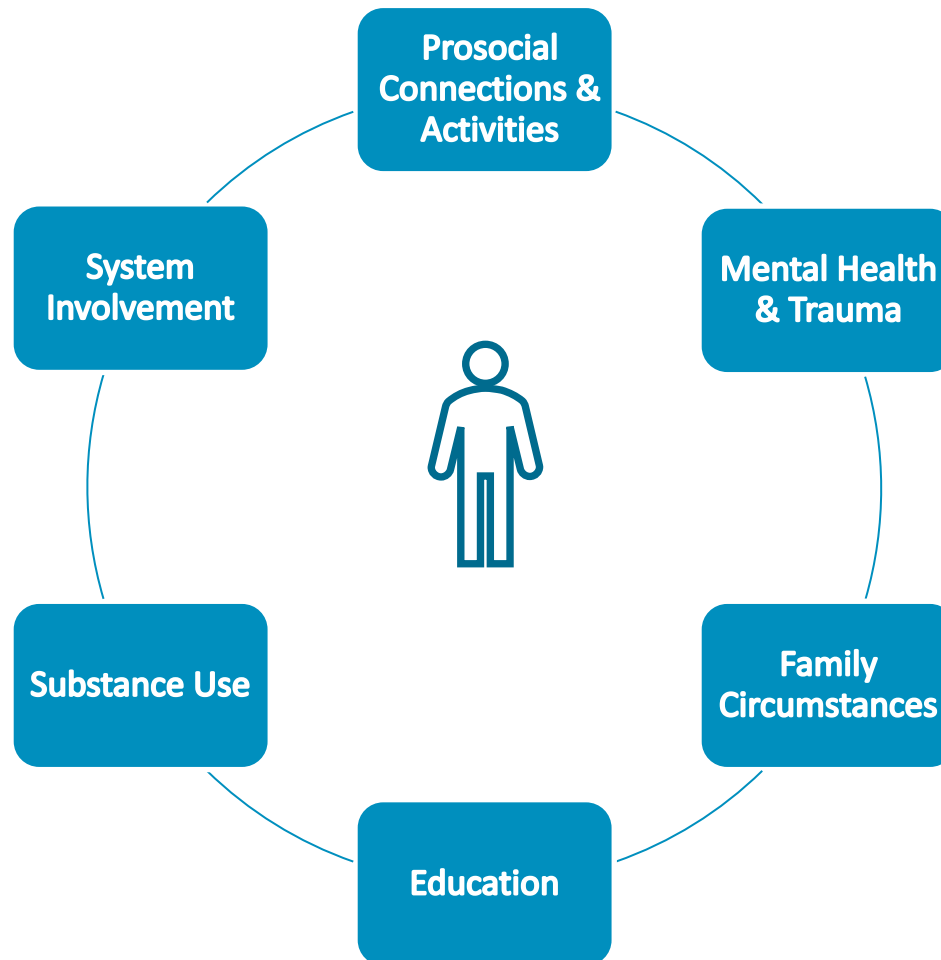 Prosocial
Connections &
Activities
System
Involvement
Mental Health
& Trauma
Substance Use
Family
Circumstances
Education